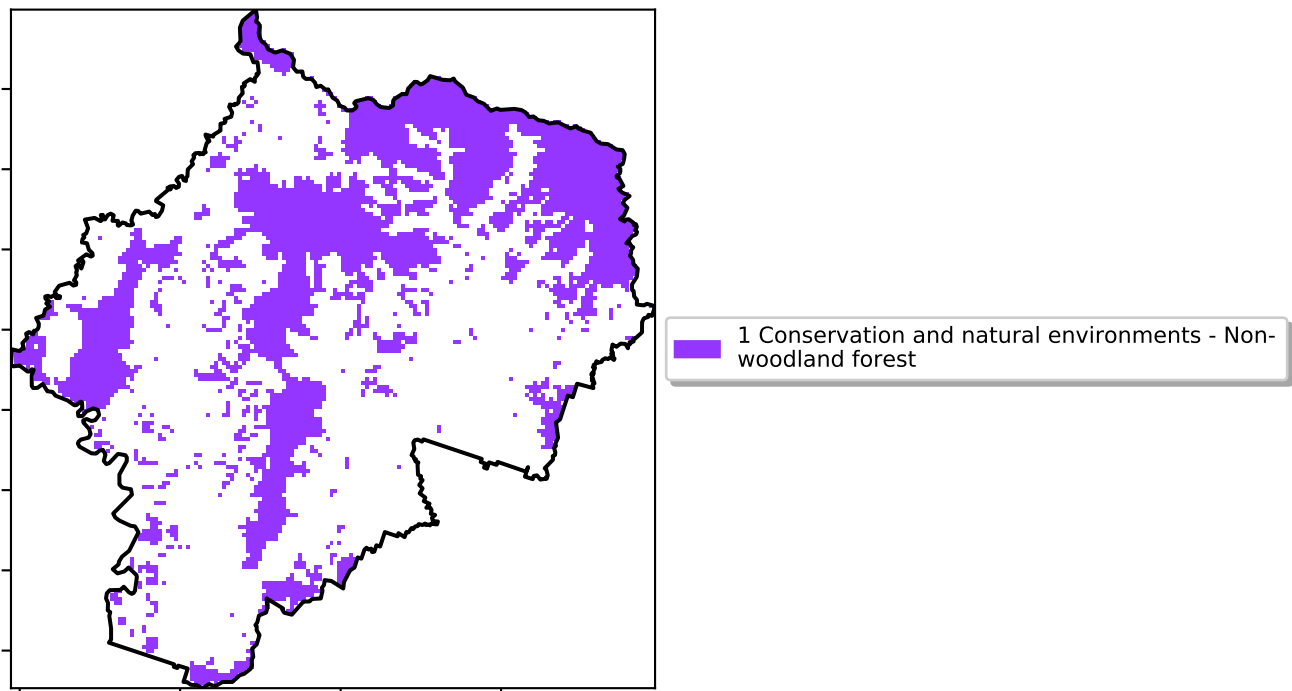 1 Conservation and natural environments - Non-
woodland forest